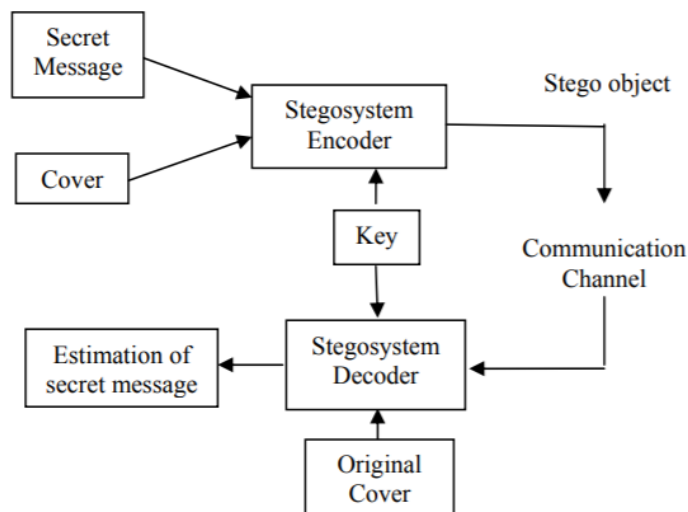 Secret
Message
Stegosystem
Encoder
Stego object
Cover
Key
Communication
Channel
Estimation of
secret message
Stegosystem
Decoder
Original
Cover